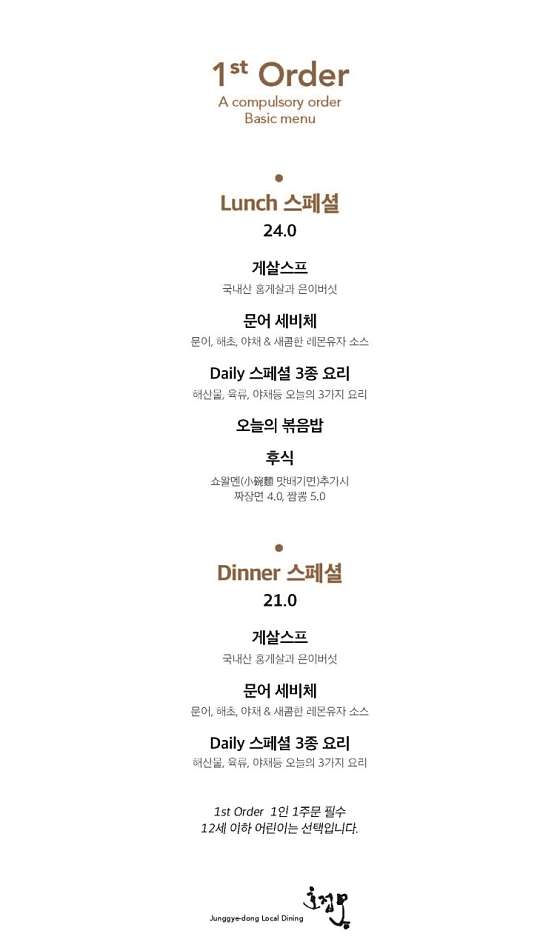 1st Order
A compulsory order
Basic menu
Lunch 스페셜
24.0
게살스프
국내산 홍게살과 은이버섯
문어 세비체
문어, 해초, 야채 & 새콤한 레몬유자 소스
Daily 스페셜 3종 요리
해산물, 육류, 야채등 오늘의 3가지 요리
오늘의 볶음밥
후식
쇼왈멘(小碗麵 맛배기면)추가시
짜장면 4.0, 짬뽕 5.0
Dinner 스페셜
21.0
게살스프
국내산 홍게살과 은이버섯
문어 세비체
문어, 해초, 야채 & 새콤한 레몬유자 소스
Daily 스페셜 3종 요리
해산물, 육류, 야채등 오늘의 3가지 요리
1st Order 1인 1주문 필수
12세 이하 어린이는 선택입니다.
Junggye-dong Local Dining